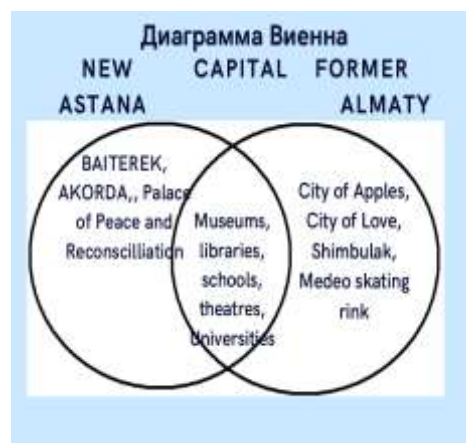 Диаграмма Виенна
NEW CAPITAL FORMER
ASTANA ALMATY
BAITEREK,
AKORDA,, Palace
of Peace and
Reconscilliation
Museums,
libraries,
schools,
theatres,
Universities
City of Apples,
City of Love,
Shimbulak,
Medeo skating
rink